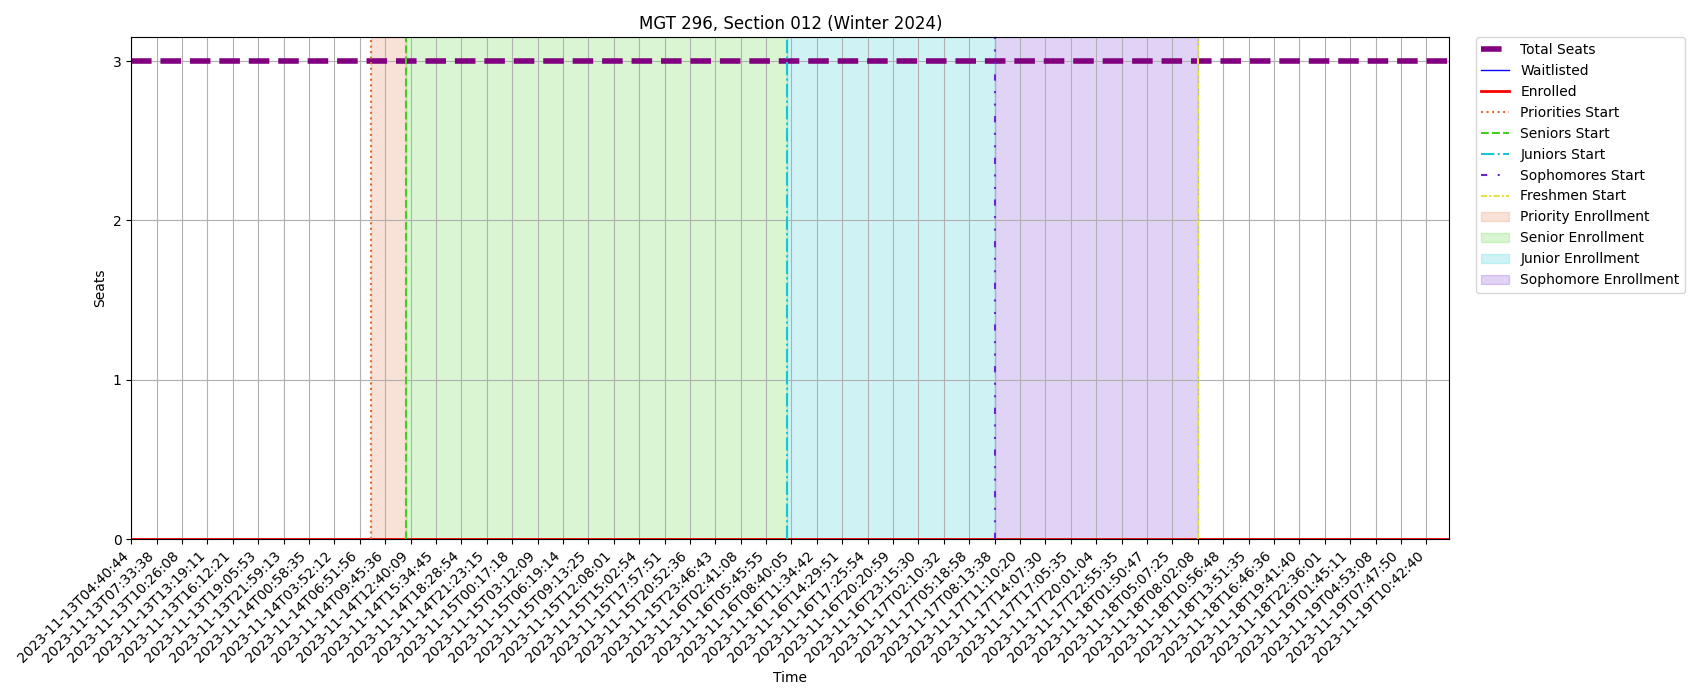 MGT 296, Section 012 (Winter 2024)
3
2
1
0
Seats
2023-11-13T04:40:44
2023-11-13T07:33:38
2023-11-13T10:26:08
2023-11-13T13:19:11
2023-11-13T16:12:21
2023-11-13T19:05:53
2023-11-13T21:59:13
2023-11-14T00:58:35
2023-11-14T03:52:12
2023-11-14T06:51:56
2023-11-14T09:45:36
2023-11-14T12:40:09
2023-11-14T15:34:45
2023-11-14T18:28:54
2023-11-14T21:23:15
2023-11-15T00:17:18
2023-11-15T03:12:09
2023-11-15T06:19:14
2023-11-15T09:13:25
2023-11-15T12:08:01
2023-11-15T15:02:54
2023-11-15T17:57:51
2023-11-15T20:52:36
2023-11-15T23:46:43
2023-11-16T02:41:08
2023-11-16T05:45:55
2023-11-16T08:40:05
2023-11-16T11:34:42
2023-11-16T14:29:51
2023-11-16T17:25:54
2023-11-16T20:20:59
2023-11-16T23:15:30
2023-11-17T02:10:32
2023-11-17T05:18:58
2023-11-17T08:13:38
2023-11-17T11:10:20
2023-11-17T14:07:30
2023-11-17T17:05:35
2023-11-17T20:01:04
2023-11-17T22:55:35
2023-11-18T01:50:47
2023-11-18T05:07:25
2023-11-18T08:02:08
2023-11-18T10:56:48
2023-11-18T13:51:35
2023-11-18T16:46:36
2023-11-18T19:41:40
2023-11-18T22:36:01
2023-11-19T01:45:11
2023-11-19T04:53:08
2023-11-19T07:47:50
2023-11-19T10:42:40
Time
Total Seats
Waitlisted
Enrolled
Priorities Start
Seniors Start
Juniors Start
Sophomores Start
Freshmen Start
Priority Enrollment
Senior Enrollment
Junior Enrollment
Sophomore Enrollment